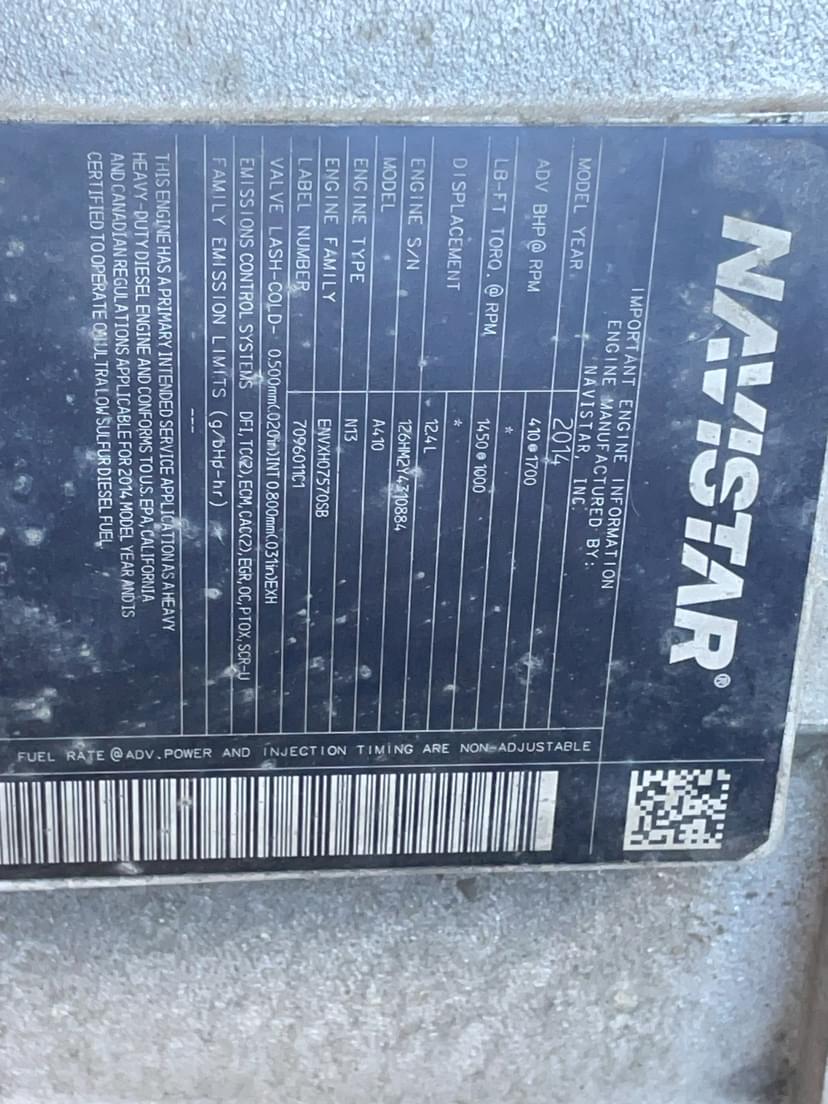 NAVISTAR®
IMPORTANT ENGINE INFORMATION
ENGINE MANUFACTURED BY:
NAVISTAR, INC.
MODEL YEAR 2014
ADV BHP@RPM 410@1700
*
LB-FT TORQ.@RPM 1450@1000
*
DISPLACEMENT 12.4L
ENGINE S/N 126HM2Y4310884
MODEL A410
ENGINE TYPE N13
ENGINE FAMILY ENVXH07570SB
LABEL NUMBER 7096011C1
VALVE LASH-COLD- 0.500mm(.020in)INT 0.800mm(.031in)EXH
EMISSIONS CONTROL SYSTEMS DFI,TC(2),ECM,CAC(2),EGR,OC,PTOX,SCR-U
FAMILY EMISSION LIMITS (g/bHp-hr)
---
THIS ENGINE HAS A PRIMARY INTENDED SERVICE APPLICATION AS A HEAVY
HEAVY-DUTY DIESEL ENGINE AND CONFORMS TO U.S. EPA, CALIFORNIA
AND CANADIAN REGULATIONS APPLICABLE FOR 2014 MODEL YEAR AND IS
CERTIFIED TO OPERATE ON ULTRA LOW SULFUR DIESEL FUEL.
FUEL RATE @ADV.POWER AND INJECTION TIMING ARE NON-ADJUSTABLE